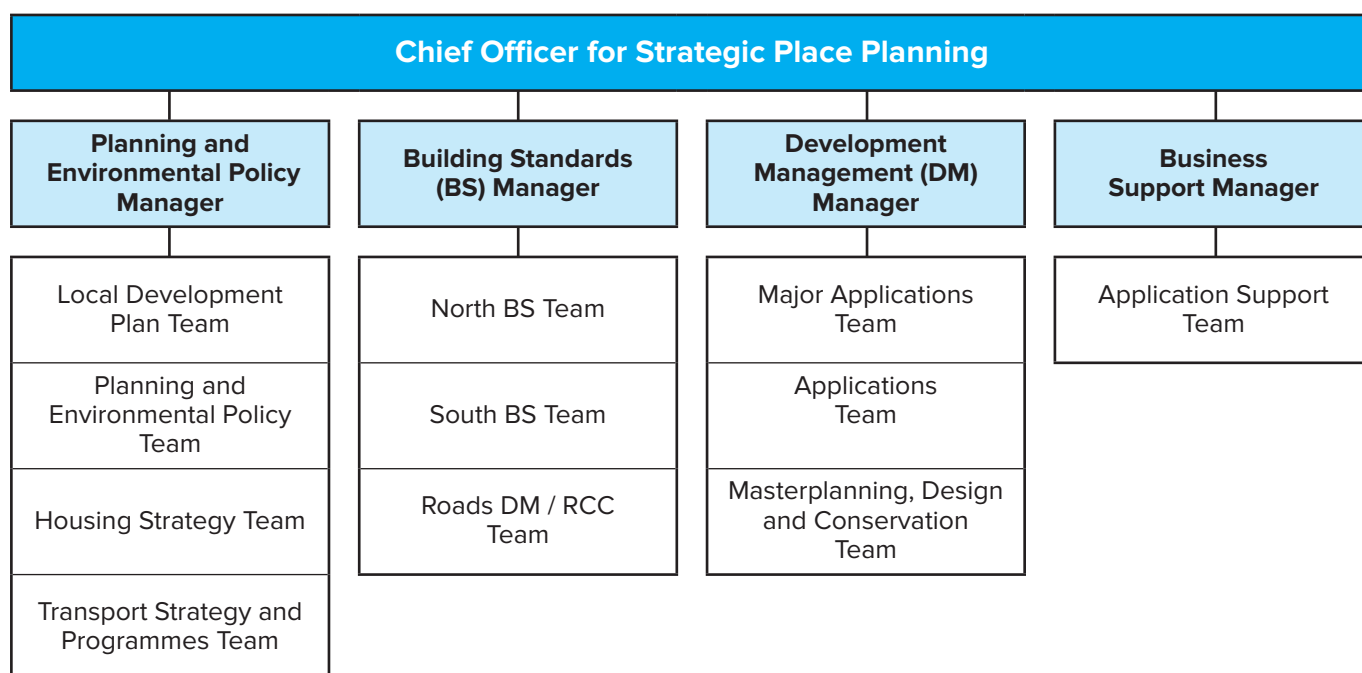 Chief Officer for Strategic Place Planning
Planning and
Environmental Policy
Manager
Building Standards
(BS) Manager
Development
Management (DM)
Manager
Business
Support Manager
Local Development
Plan Team
Planning and
Environmental Policy
Team
Housing Strategy Team
Transport Strategy and
Programmes Team
North BS Team
South BS Team
Roads DM / RCC
Team
Major Applications
Team
Applications
Team
Masterplanning, Design
and Conservation
Team
Application Support
Team